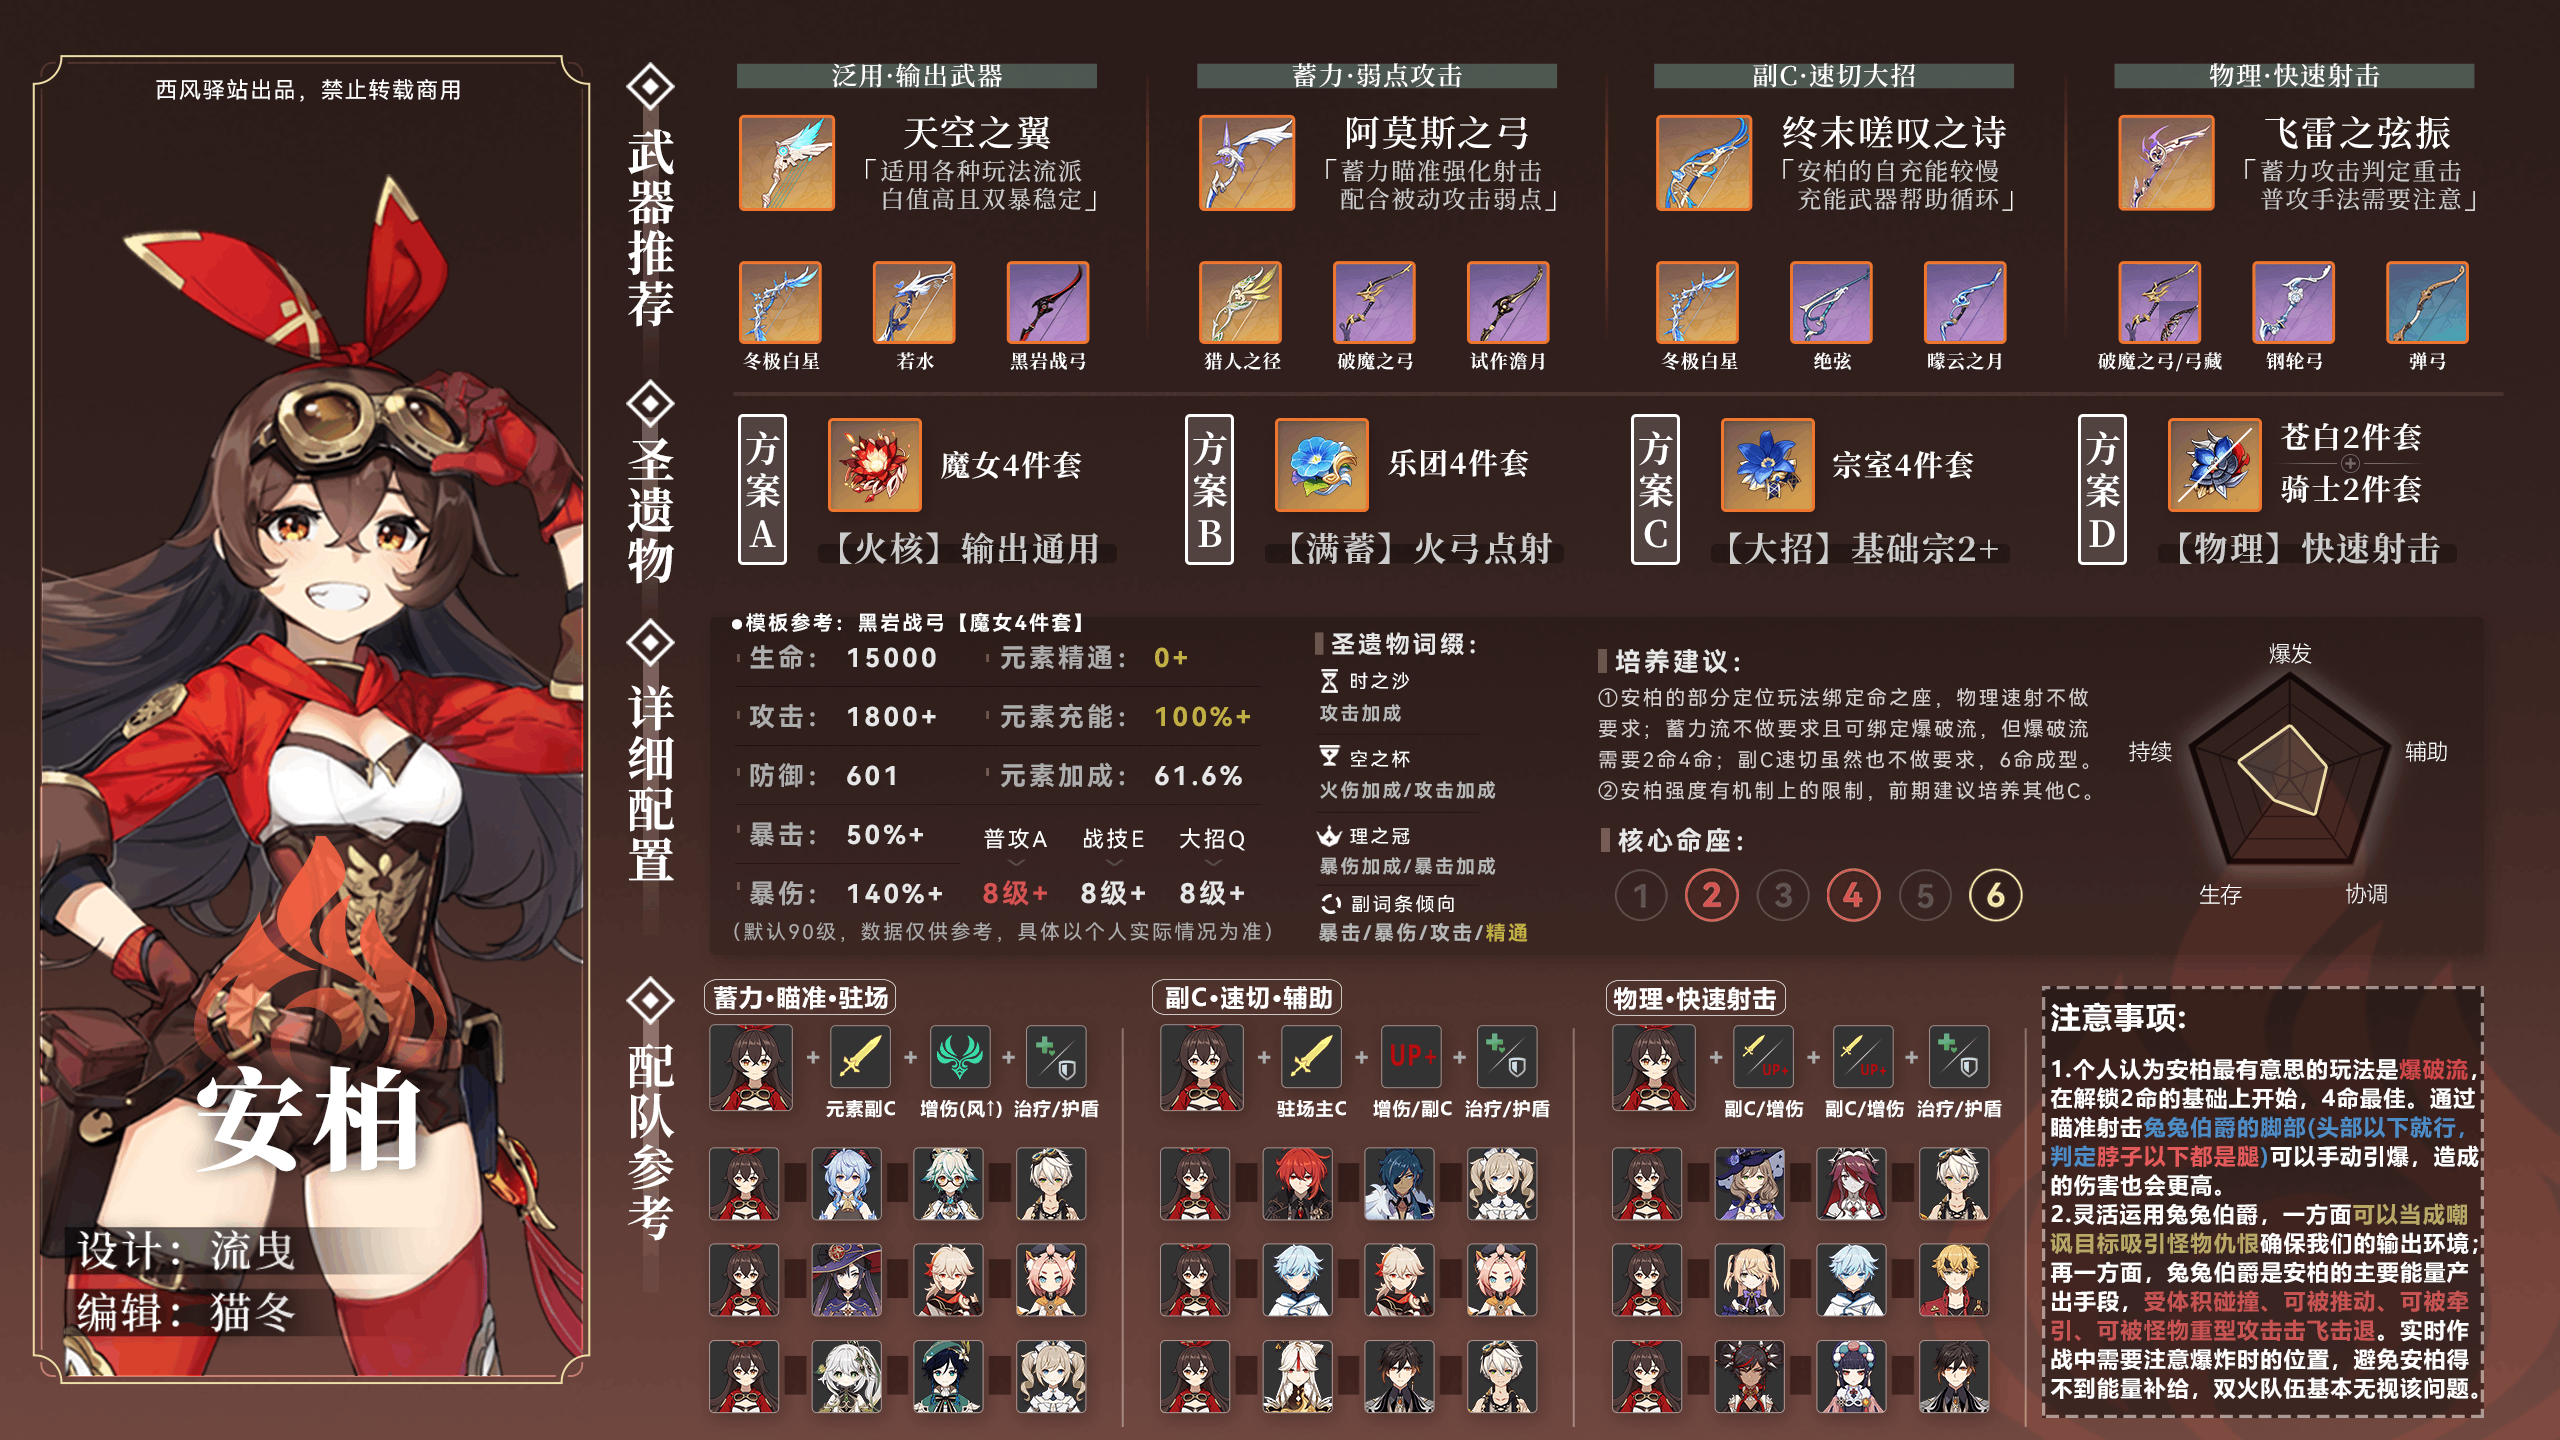 西风驿站出品，禁止转载商用
安柏
设计：流曳
编辑：猫冬
武器推荐
泛用·输出武器
天空之翼
「适用各种玩法流派
白值高且双暴稳定」
冬极白星
若水
黑岩战弓
蓄力·弱点攻击
阿莫斯之弓
「蓄力瞄准强化射击
配合被动攻击弱点」
猎人之径
破魔之弓
试作澹月
副C·速切大招
终末嗟叹之诗
「安柏的自充能较慢
充能武器帮助循环」
冬极白星
绝弦
曚云之月
物理·快速射击
飞雷之弦振
「蓄力攻击判定重击
普攻手法需要注意」
破魔之弓/弓藏
钢轮弓
弹弓
圣遗物
方案A
魔女4件套
【火核】输出通用
方案B
乐团4件套
【满蓄】火弓点射
方案C
宗室4件套
【大招】基础宗2+
方案D
苍白2件套
骑士2件套
【物理】快速射击
详细配置
●模板参考：黑岩战弓【魔女4件套】
生命：15000
元素精通：0+
攻击：1800+
元素充能：100%+
防御：601
元素加成：61.6%
暴击：50%+
暴伤：140%+
普攻A 战技E 大招Q
8级+ 8级+ 8级+
（默认90级，数据仅供参考，具体以个人实际情况为准）
圣遗物词缀：
时之沙
攻击加成
空之杯
火伤加成/攻击加成
理之冠
暴伤加成/暴击加成
副词条倾向
暴击/暴伤/攻击/精通
培养建议：
①安柏的部分定位玩法绑定命之座，物理速射不做
要求；蓄力流不做要求且可绑定爆破流，但爆破流
需要2命4命；副C速切虽然也不做要求，6命成型。
②安柏强度有机制上的限制，前期建议培养其他C。
核心命座：
1 2 3 4 5 6
爆发
持续
辅助
生存
协调
配队参考
蓄力·瞄准·驻场
+ + +
元素副C 增伤(风↑) 治疗/护盾
副C·速切·辅助
+ + UP+ +
驻场主C 增伤/副C 治疗/护盾
物理·快速射击
+ UP+ + UP+ +
副C/增伤 副C/增伤 治疗/护盾
注意事项:
1.个人认为安柏最有意思的玩法是爆破流，
在解锁2命的基础上开始，4命最佳。通过
瞄准射击兔兔伯爵的脚部(头部以下就行，
判定脖子以下都是腿)可以手动引爆，造成
的伤害也会更高。
2.灵活运用兔兔伯爵，一方面可以当成嘲
讽目标吸引怪物仇恨确保我们的输出环境；
再一方面，兔兔伯爵是安柏的主要能量产
出手段，受体积碰撞、可被推动、可被牵
引、可被怪物重型攻击击飞击退。实时作
战中需要注意爆炸时的位置，避免安柏得
不到能量补给，双火队伍基本无视该问题。